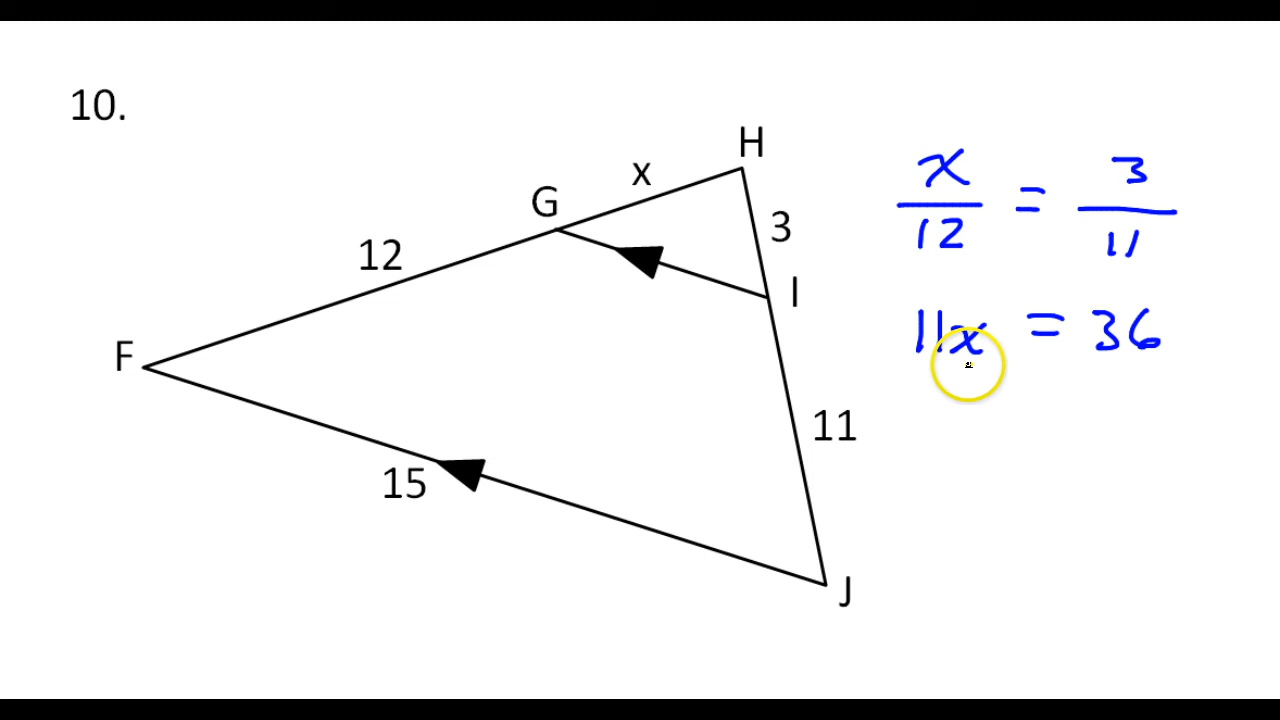 10.
H
x
G
3
12
I
F
11
15
J
x/12 = 3/11
11x = 36